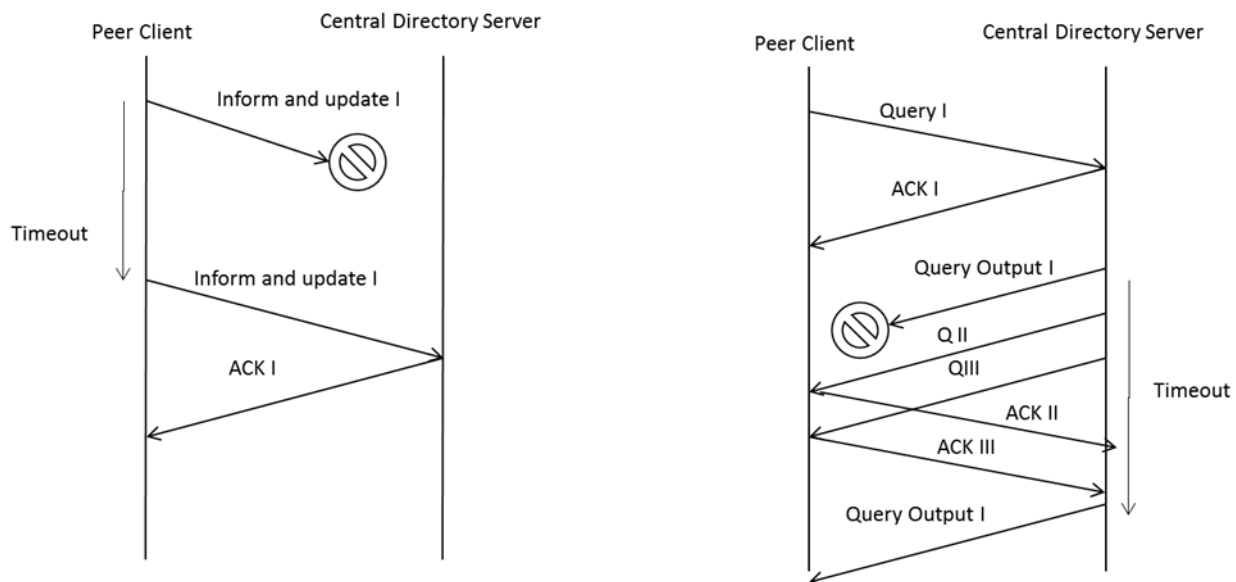 Peer Client
Central Directory Server
Inform and update I
Timeout
Inform and update I
ACK I
Peer Client
Central Directory Server
Query I
ACK I
Query Output I
Q II
QIII
Timeout
ACK II
ACK III
Query Output I